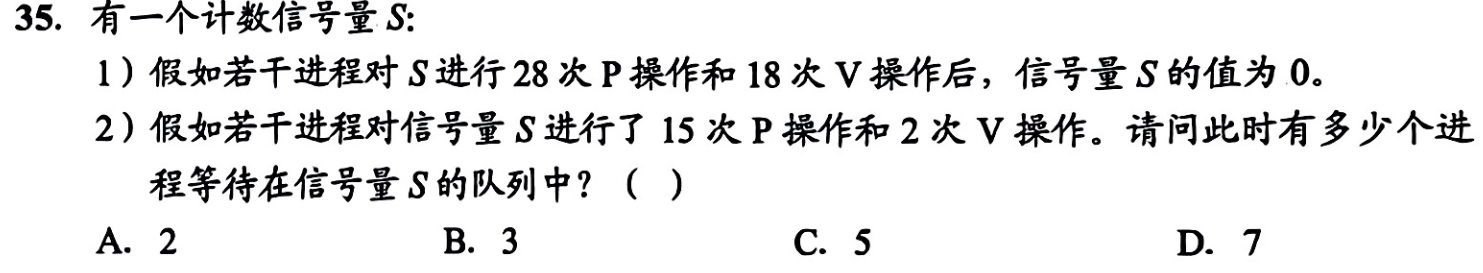 35. 有一个计数信号量 S:
1）假如若干进程对 S 进行 28 次 P 操作和 18 次 V 操作后，信号量 S 的值为 0。
2）假如若干进程对信号量 S 进行了 15 次 P 操作和 2 次 V 操作。请问此时有多少个进
程等待在信号量 S 的队列中？（ ）
A. 2 B. 3 C. 5 D. 7